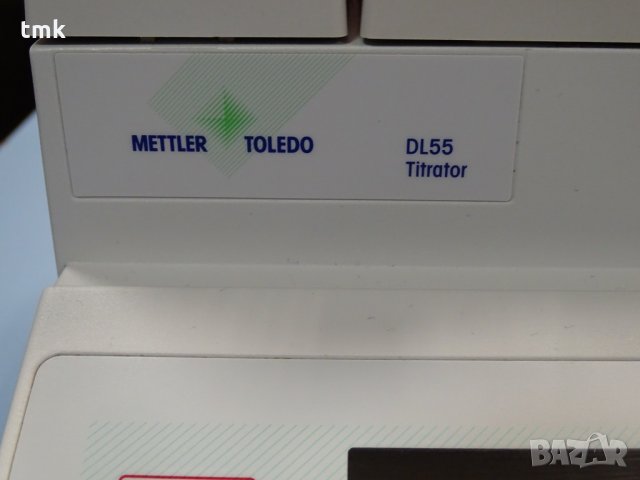 tmk
METTLER TOLEDO
DL55
Titrator
BAZAR